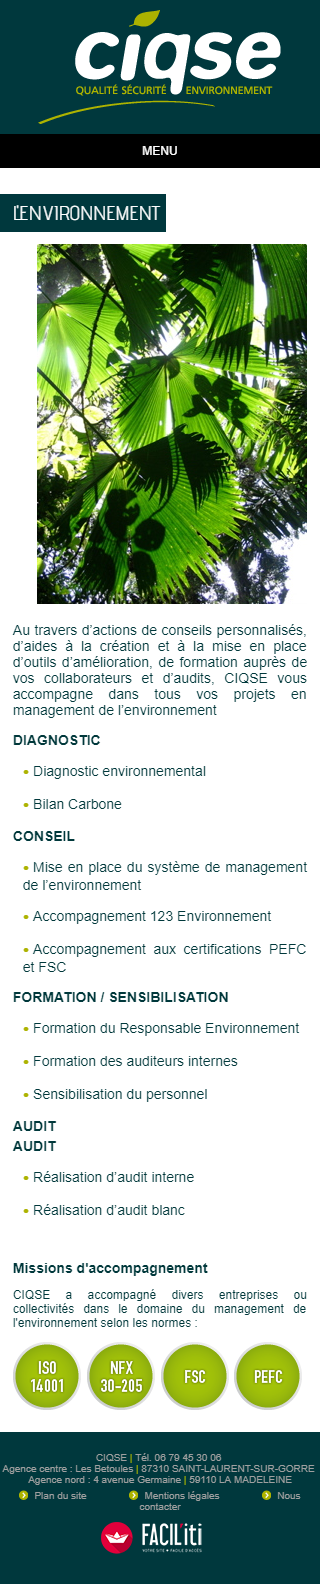 ciqse
QUALITÉ SÉCURITÉ ENVIRONNEMENT
MENU
L'ENVIRONNEMENT
Au travers d’actions de conseils personnalisés,
d’aides à la création et à la mise en place
d’outils d’amélioration, de formation auprès de
vos collaborateurs et d’audits, CIQSE vous
accompagne dans tous vos projets en
management de l’environnement
DIAGNOSTIC
• Diagnostic environnemental
• Bilan Carbone
CONSEIL
• Mise en place du système de management
de l’environnement
• Accompagnement 123 Environnement
• Accompagnement aux certifications PEFC
et FSC
FORMATION / SENSIBILISATION
• Formation du Responsable Environnement
• Formation des auditeurs internes
• Sensibilisation du personnel
AUDIT
AUDIT
• Réalisation d’audit interne
• Réalisation d’audit blanc
Missions d'accompagnement
CIQSE a accompagné divers entreprises ou
collectivités dans le domaine du management de
l'environnement selon les normes :
ISO
14001
NFX
30-205
FSC
PEFC
CIQSE | Tél. 06 79 45 30 06
Agence centre : Les Betoules | 87310 SAINT-LAURENT-SUR-GORRE
Agence nord : 4 avenue Germaine | 59110 LA MADELEINE
Plan du site Mentions légales Nous
contacter
FACIL'iti
VOTRE SITE + FACILE D'ACCÈS